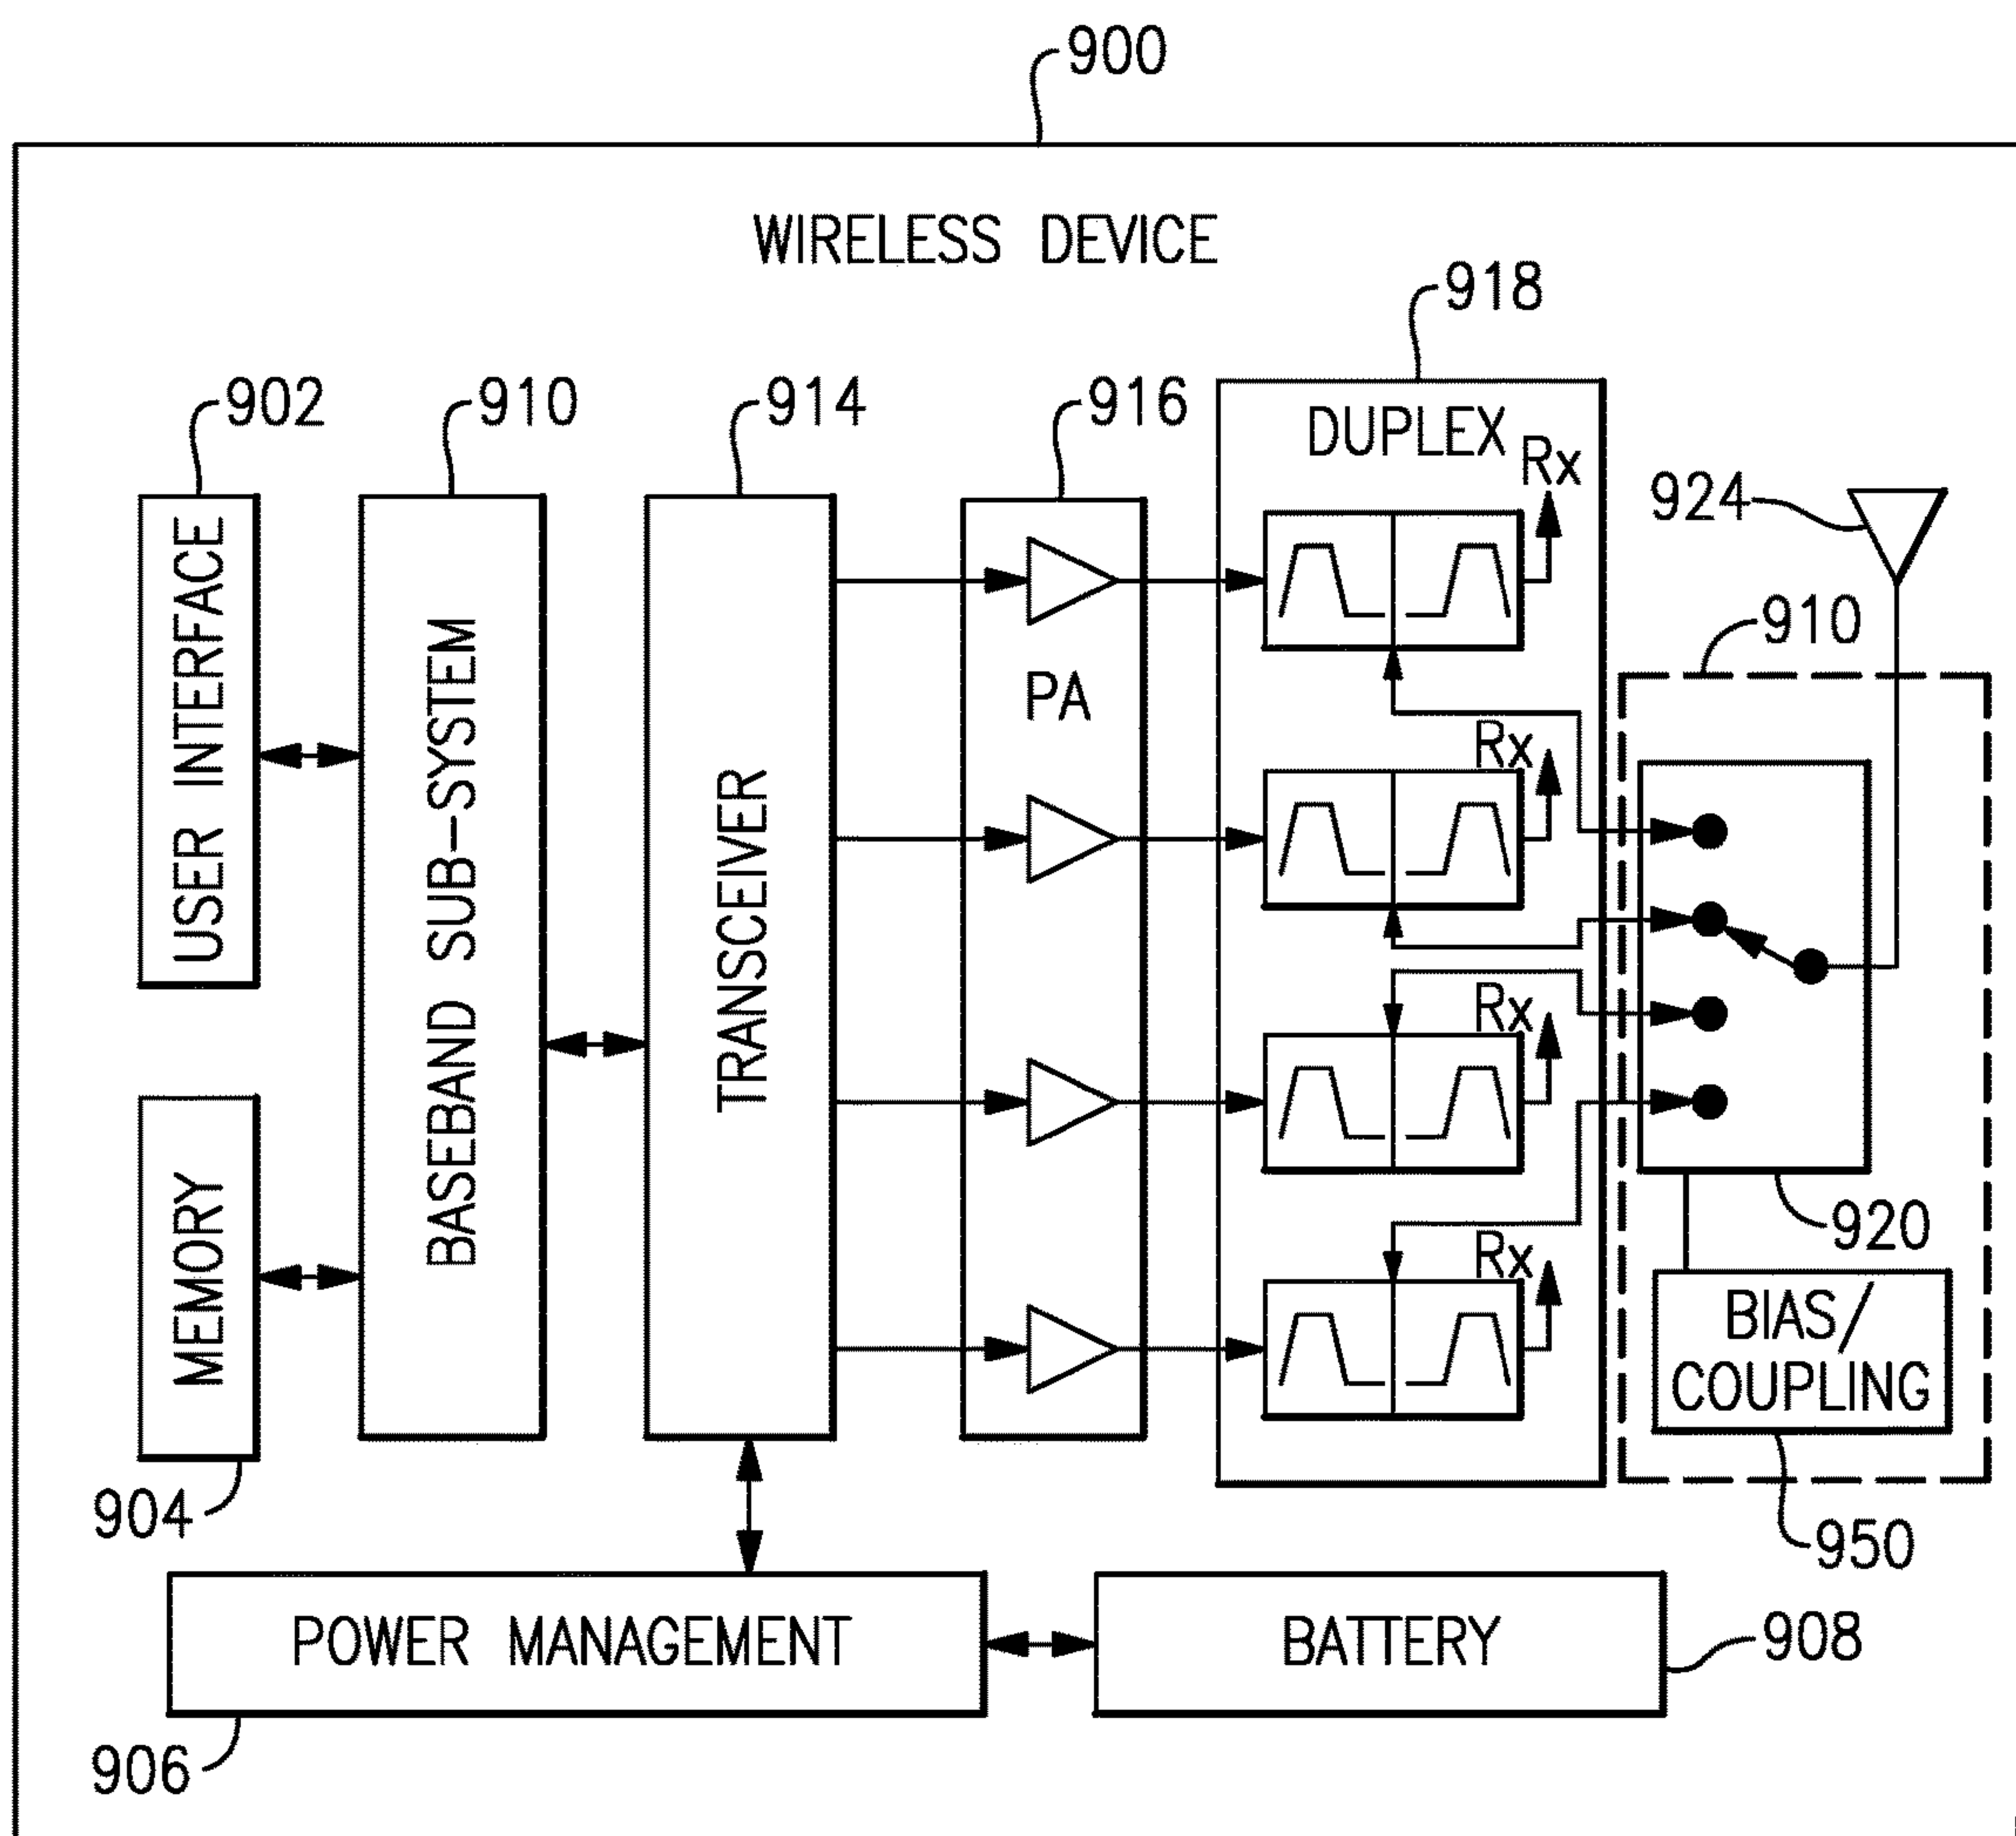 900
WIRELESS DEVICE
918
902
910
914
916
DUPLEX
Rx
924
910
USER INTERFACE
BASEBAND SUB-SYSTEM
TRANSCEIVER
PA
Rx
Rx
MEMORY
920
Rx
BIAS/
COUPLING
904
950
POWER MANAGEMENT
BATTERY
908
906